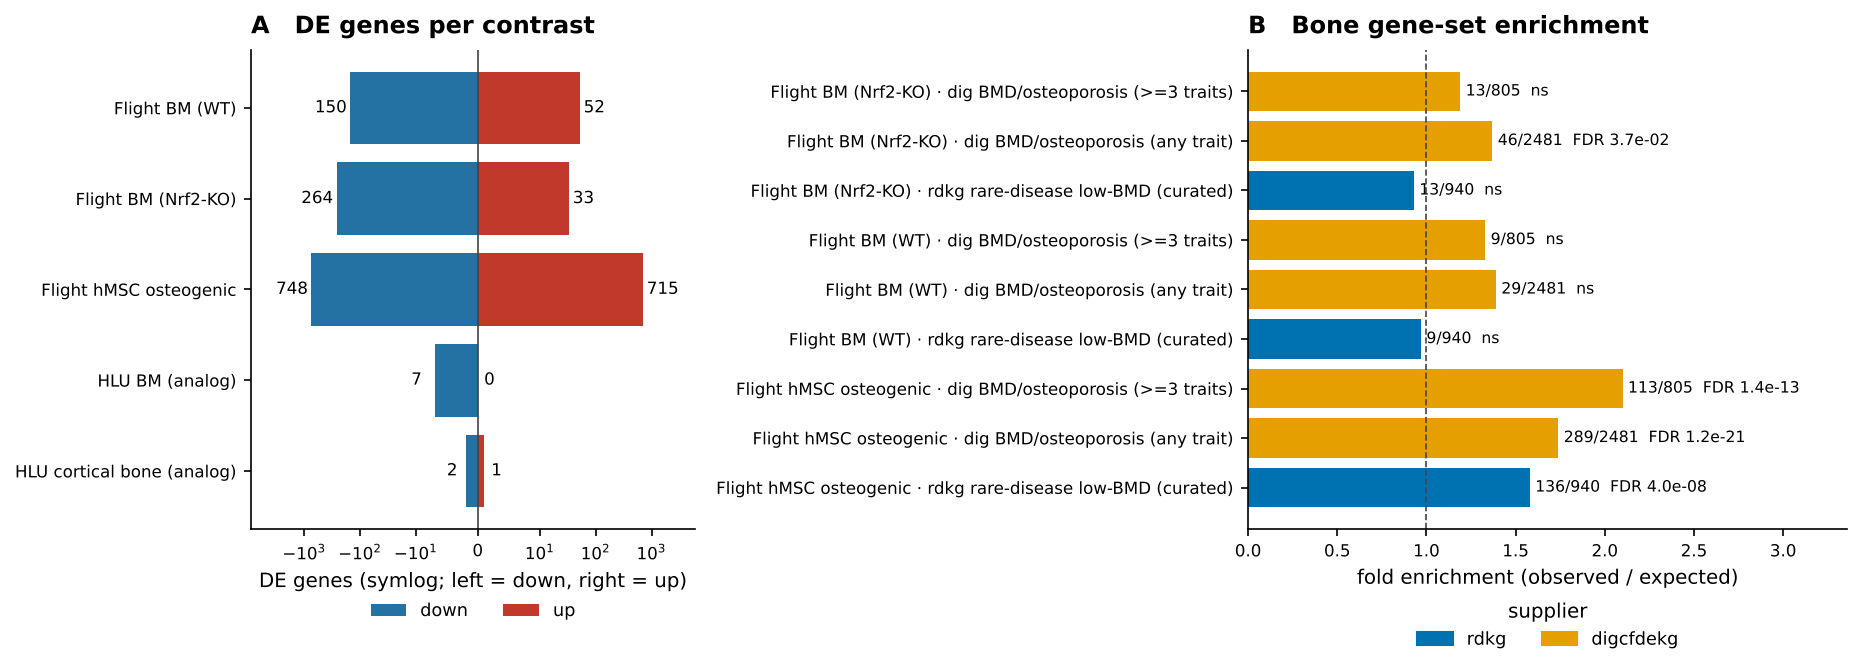 A DE genes per contrast
Flight BM (WT)
150
52
Flight BM (Nrf2-KO)
264
33
Flight hMSC osteogenic
748
715
HLU BM (analog)
7
0
HLU cortical bone (analog)
2
1
−10³ −10² −10¹ 0 10¹ 10² 10³
DE genes (symlog; left = down, right = up)
down up
B Bone gene-set enrichment
Flight BM (Nrf2-KO) · dig BMD/osteoporosis (>=3 traits) 13/805 ns
Flight BM (Nrf2-KO) · dig BMD/osteoporosis (any trait) 46/2481 FDR 3.7e-02
Flight BM (Nrf2-KO) · rdkg rare-disease low-BMD (curated) 13/940 ns
Flight BM (WT) · dig BMD/osteoporosis (>=3 traits) 9/805 ns
Flight BM (WT) · dig BMD/osteoporosis (any trait) 29/2481 ns
Flight BM (WT) · rdkg rare-disease low-BMD (curated) 9/940 ns
Flight hMSC osteogenic · dig BMD/osteoporosis (>=3 traits) 113/805 FDR 1.4e-13
Flight hMSC osteogenic · dig BMD/osteoporosis (any trait) 289/2481 FDR 1.2e-21
Flight hMSC osteogenic · rdkg rare-disease low-BMD (curated) 136/940 FDR 4.0e-08
0.0 0.5 1.0 1.5 2.0 2.5 3.0
fold enrichment (observed / expected)
supplier
rdkg digcfdekg